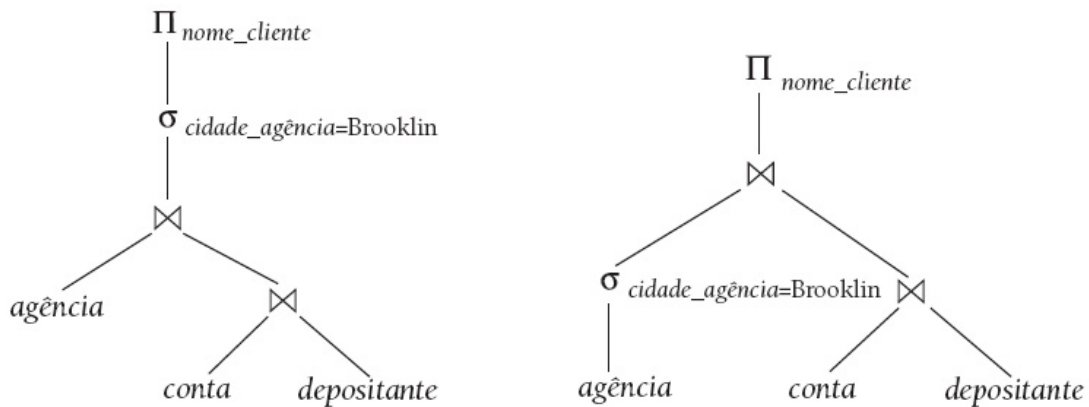 Π nome_cliente
σ cidade_agência=Brooklin
⋈
agência
⋈
conta depositante
Π nome_cliente
⋈
σ cidade_agência=Brooklin ⋈
agência conta depositante